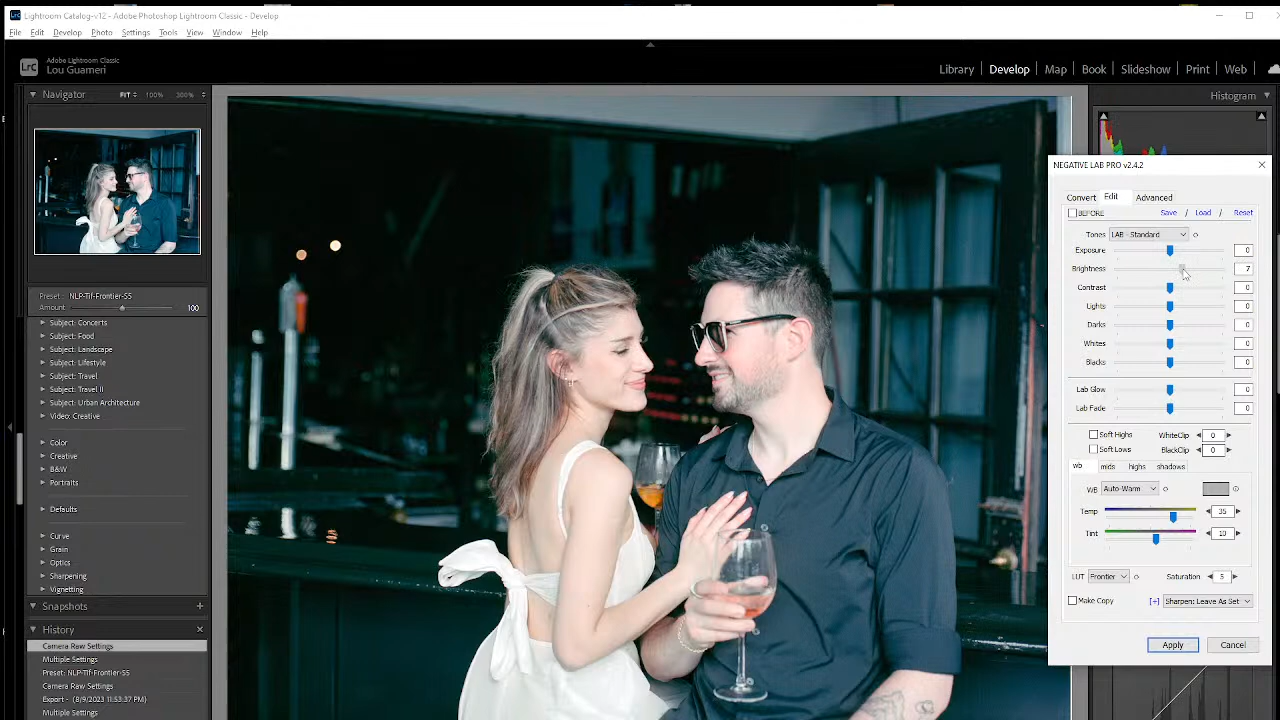 Lightroom Catalog-v12 - Adobe Photoshop Lightroom Classic - Develop
File Edit Develop Photo Settings Tools View Window Help
LrC Adobe Lightroom Classic
Lou Guarneri
Library | Develop | Map | Book | Slideshow | Print | Web
Navigator FIT 100% 300%
Histogram
Preset: NLP-Tif-Frontier-S5
Amount 100
Subject: Concerts
Subject: Food
Subject: Landscape
Subject: Lifestyle
Subject: Travel
Subject: Travel II
Subject: Urban Architecture
Video: Creative
Color
Creative
B&W
Portraits
Defaults
Curve
Grain
Optics
Sharpening
Vignetting
Snapshots +
History
Camera Raw Settings
Multiple Settings
Preset: NLP-Tif-Frontier-S5
Camera Raw Settings
Export - (8/9/2023 11:53:37 PM)
Multiple Settings
NEGATIVE LAB PRO v2.4.2
Convert Edit Advanced
BEFORE Save / Load / Reset
Tones LAB - Standard
Exposure 0
Brightness 7
Contrast 0
Lights 0
Darks 0
Whites 0
Blacks 0
Lab Glow 0
Lab Fade 0
Soft Highs WhiteClip 0
Soft Lows BlackClip 0
wb mids highs shadows
WB Auto-Warm
Temp 35
Tint 10
LUT Frontier Saturation 5
Make Copy [+] Sharpen: Leave As Set
Apply Cancel